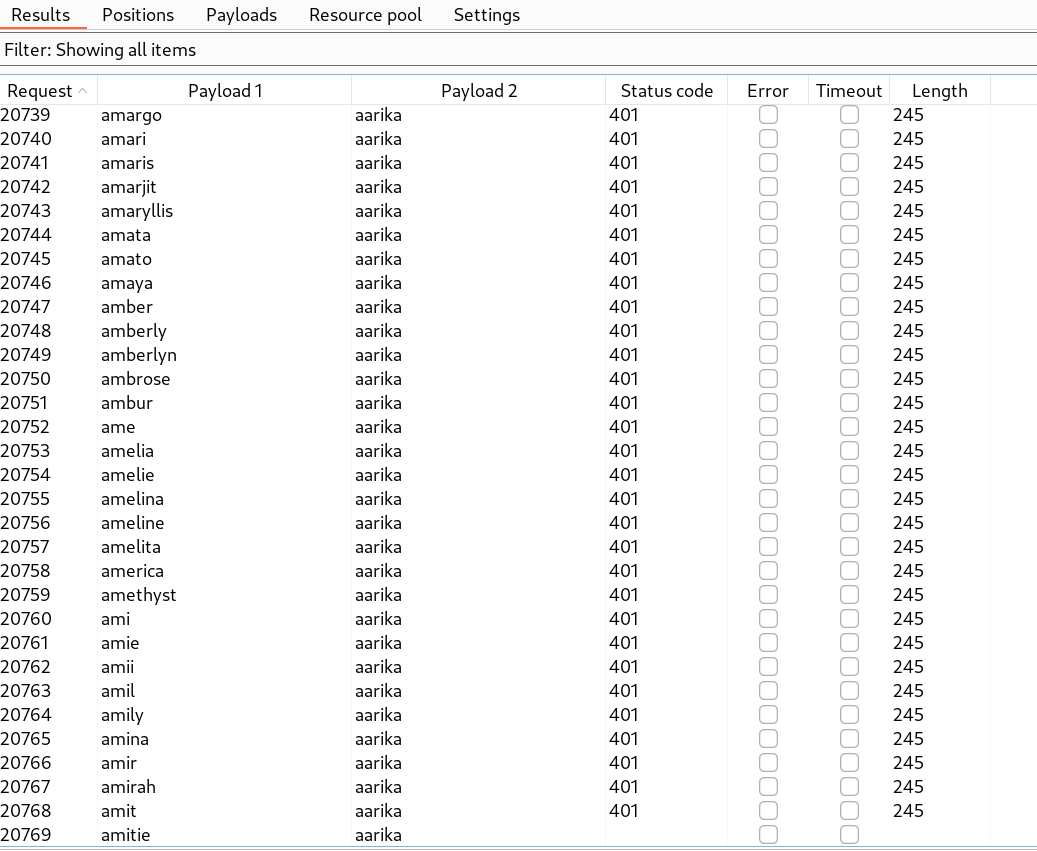 Results Positions Payloads Resource pool Settings
Filter: Showing all items
Request Payload 1 Payload 2 Status code Error Timeout Length
20739 amargo aarika 401 245
20740 amari aarika 401 245
20741 amaris aarika 401 245
20742 amarjit aarika 401 245
20743 amaryllis aarika 401 245
20744 amata aarika 401 245
20745 amato aarika 401 245
20746 amaya aarika 401 245
20747 amber aarika 401 245
20748 amberly aarika 401 245
20749 amberlyn aarika 401 245
20750 ambrose aarika 401 245
20751 ambur aarika 401 245
20752 ame aarika 401 245
20753 amelia aarika 401 245
20754 amelie aarika 401 245
20755 amelina aarika 401 245
20756 ameline aarika 401 245
20757 amelita aarika 401 245
20758 america aarika 401 245
20759 amethyst aarika 401 245
20760 ami aarika 401 245
20761 amie aarika 401 245
20762 amii aarika 401 245
20763 amil aarika 401 245
20764 amily aarika 401 245
20765 amina aarika 401 245
20766 amir aarika 401 245
20767 amirah aarika 401 245
20768 amit aarika 401 245
20769 amitie aarika